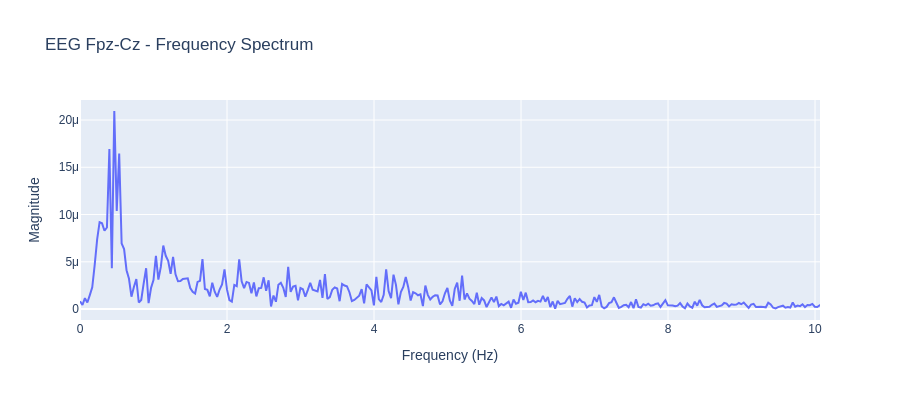 EEG Fpz-Cz - Frequency Spectrum
20μ
15μ
10μ
5μ
0
Magnitude
0 2 4 6 8 10
Frequency (Hz)